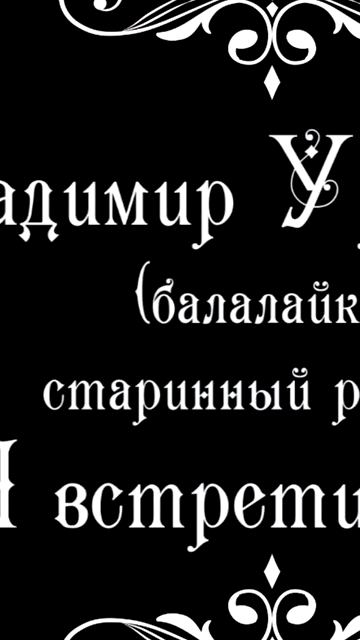 адимир У
(балалайк
старинный р
Я встрети